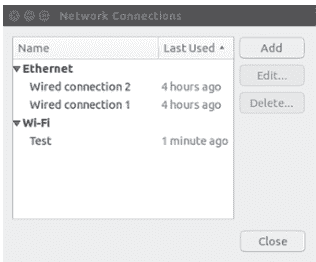 Network Connections
Name Last Used Add
Ethernet Edit...
Wired connection 2 4 hours ago
Wired connection 1 4 hours ago Delete...
Wi-Fi
Test 1 minute ago
Close